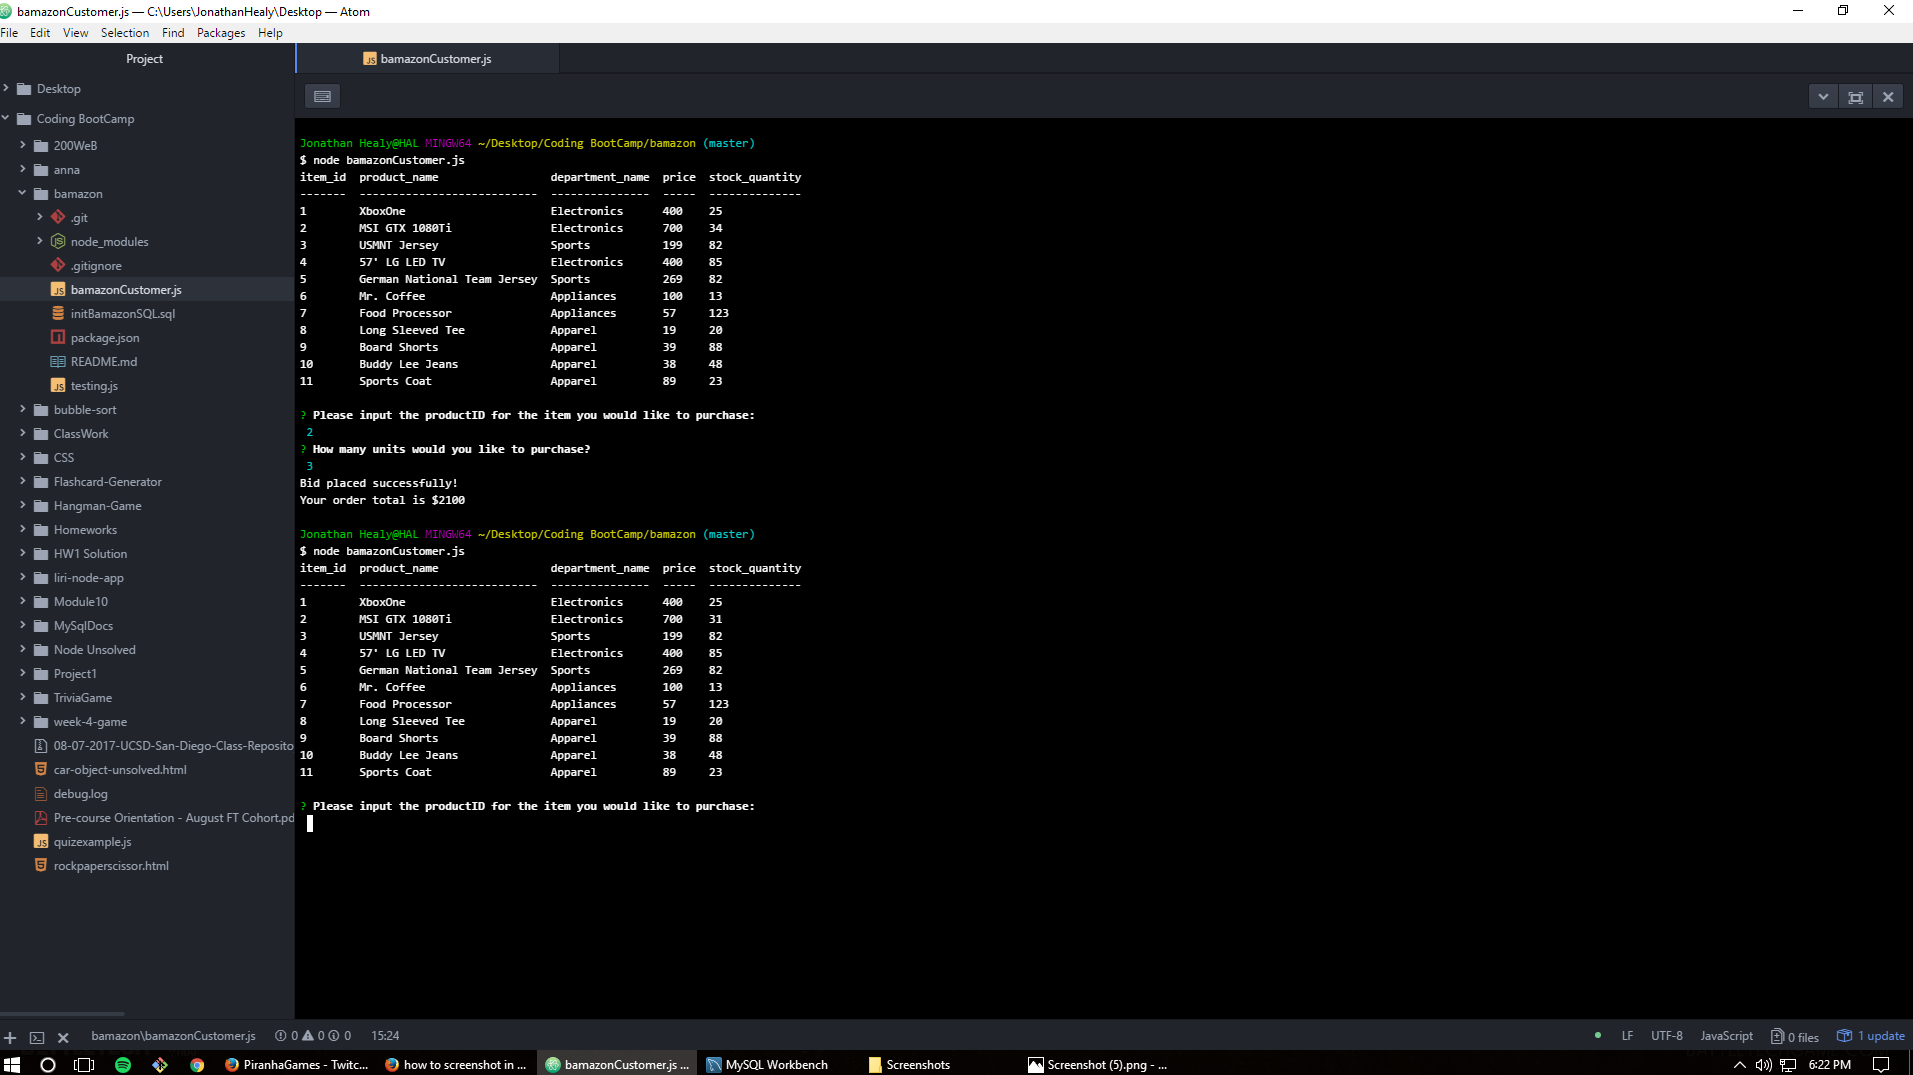 bamazonCustomer.js — C:\Users\JonathanHealy\Desktop — Atom
File Edit View Selection Find Packages Help
Project
Desktop
Coding BootCamp
200WeB
anna
bamazon
.git
node_modules
.gitignore
bamazonCustomer.js
initBamazonSQL.sql
package.json
README.md
testing.js
bubble-sort
ClassWork
CSS
Flashcard-Generator
Hangman-Game
Homeworks
HW1 Solution
liri-node-app
Module10
MySqlDocs
Node Unsolved
Project1
TriviaGame
week-4-game
08-07-2017-UCSD-San-Diego-Class-Reposito
car-object-unsolved.html
debug.log
Pre-course Orientation - August FT Cohort.pd
quizexample.js
rockpaperscissor.html
bamazonCustomer.js
Jonathan Healy@HAL MINGW64 ~/Desktop/Coding BootCamp/bamazon (master)
$ node bamazonCustomer.js
item_id product_name department_name price stock_quantity
------- --------------------------- --------------- ----- --------------
1 XboxOne Electronics 400 25
2 MSI GTX 1080Ti Electronics 700 34
3 USMNT Jersey Sports 199 82
4 57' LG LED TV Electronics 400 85
5 German National Team Jersey Sports 269 82
6 Mr. Coffee Appliances 100 13
7 Food Processor Appliances 57 123
8 Long Sleeved Tee Apparel 19 20
9 Board Shorts Apparel 39 88
10 Buddy Lee Jeans Apparel 38 48
11 Sports Coat Apparel 89 23
? Please input the productID for the item you would like to purchase:
2
? How many units would you like to purchase?
3
Bid placed successfully!
Your order total is $2100
Jonathan Healy@HAL MINGW64 ~/Desktop/Coding BootCamp/bamazon (master)
$ node bamazonCustomer.js
item_id product_name department_name price stock_quantity
------- --------------------------- --------------- ----- --------------
1 XboxOne Electronics 400 25
2 MSI GTX 1080Ti Electronics 700 31
3 USMNT Jersey Sports 199 82
4 57' LG LED TV Electronics 400 85
5 German National Team Jersey Sports 269 82
6 Mr. Coffee Appliances 100 13
7 Food Processor Appliances 57 123
8 Long Sleeved Tee Apparel 19 20
9 Board Shorts Apparel 39 88
10 Buddy Lee Jeans Apparel 38 48
11 Sports Coat Apparel 89 23
? Please input the productID for the item you would like to purchase:
bamazon\bamazonCustomer.js 0 0 0 15:24 LF UTF-8 JavaScript 0 files 1 update
PiranhaGames - Twitc... how to screenshot in ... bamazonCustomer.js ... MySQL Workbench Screenshots Screenshot (5).png - ... 6:22 PM